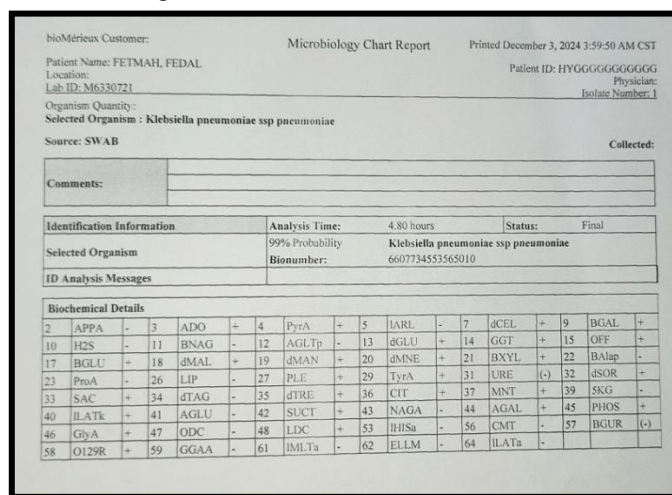 bioMérieux Customer: Microbiology Chart Report Printed December 3, 2024 3:59:50 AM CST
Patient Name: FETMAH, FEDAL Patient ID: HYGGGGGGGGGGG
Location: Physician:
Lab ID: M6330721 Isolate Number: 1
Organism Quantity:
Selected Organism : Klebsiella pneumoniae ssp pneumoniae
Source: SWAB Collected:
Comments:
Identification Information Analysis Time: 4.80 hours Status: Final
Selected Organism 99% Probability Klebsiella pneumoniae ssp pneumoniae
Bionumber: 6607734553565010
ID Analysis Messages
Biochemical Details
2 APPA - 3 ADO + 4 PyrA + 5 lARL - 7 dCEL + 9 BGAL +
10 H2S - 11 BNAG - 12 AGLTp - 13 dGLU + 14 GGT + 15 OFF +
17 BGLU + 18 dMAL + 19 dMAN + 20 dMNE + 21 BXYL + 22 BAlap -
23 ProA - 26 LIP - 27 PLE + 29 TyrA + 31 URE (-) 32 dSOR +
33 SAC + 34 dTAG - 35 dTRE + 36 CIT + 37 MNT + 39 5KG -
40 lLATk + 41 AGLU - 42 SUCT + 43 NAGA - 44 AGAL + 45 PHOS +
46 GlyA + 47 ODC - 48 LDC + 53 lHISa - 56 CMT - 57 BGUR (-)
58 O129R + 59 GGAA - 61 lMLTa - 62 ELLM - 64 lLATa -